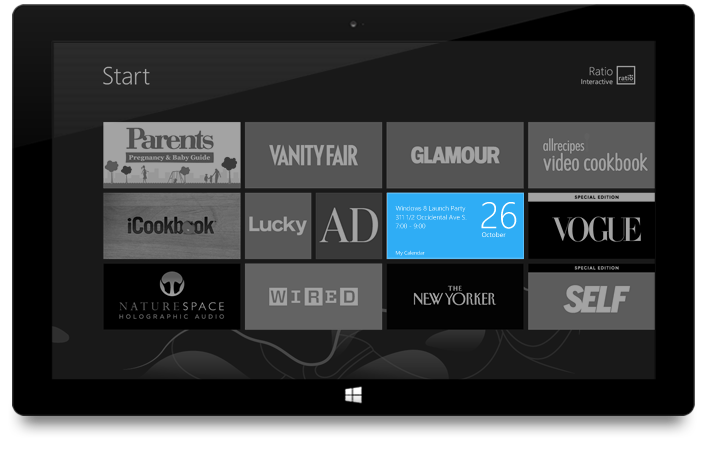 Start
Ratio
Interactive
ratio
Parents
Pregnancy & Baby Guide
VANITY FAIR
GLAMOUR
allrecipes
video cookbook
iCookbook
Lucky
AD
Windows 8 Launch Party
311 1/2 Occidental Ave S.
7:00 - 9:00
26
October
My Calendar
SPECIAL EDITION
VOGUE
NATURESPACE
HOLOGRAPHIC AUDIO
WIRED
THE
NEW YORKER
SPECIAL EDITION
SELF